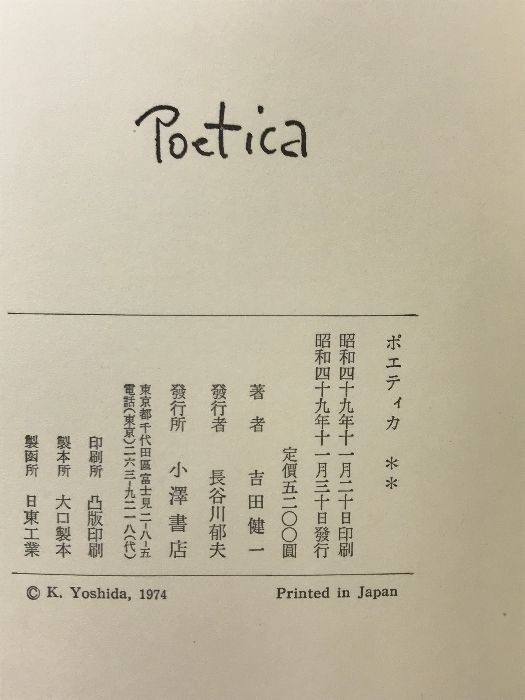 Poetica
ポエティカ ＊＊
昭和四十九年十一月二十日印刷
昭和四十九年十一月三十日發行
定價五二〇〇圓
著者 吉田健一
發行者 長谷川郁夫
發行所 小澤書店
東京都千代田區富士見二-八-五
電話(東京)二六三-九二一八(代)
印刷所 凸版印刷
製本所 大口製本
製函所 日東工業
© K. Yoshida, 1974 Printed in Japan